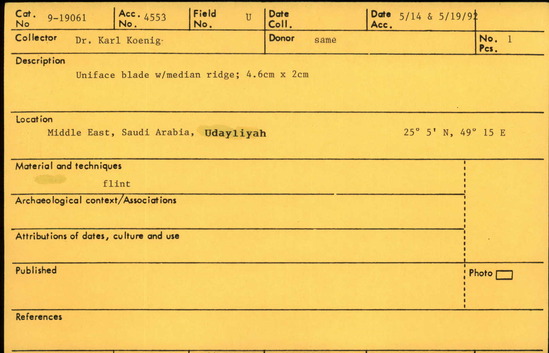 Cat. No 9-19061 Acc. No. 4553 Field No. U Date Coll. Date Acc. 5/14 & 5/19/92
Collector Dr. Karl Koenig Donor same No. Pcs. 1
Description
Uniface blade w/median ridge; 4.6cm x 2cm
Location
Middle East, Saudi Arabia, Udayliyah 25° 5' N, 49° 15 E
Material and techniques
flint
Archaeological context/Associations
Attributions of dates, culture and use
Published Photo
References